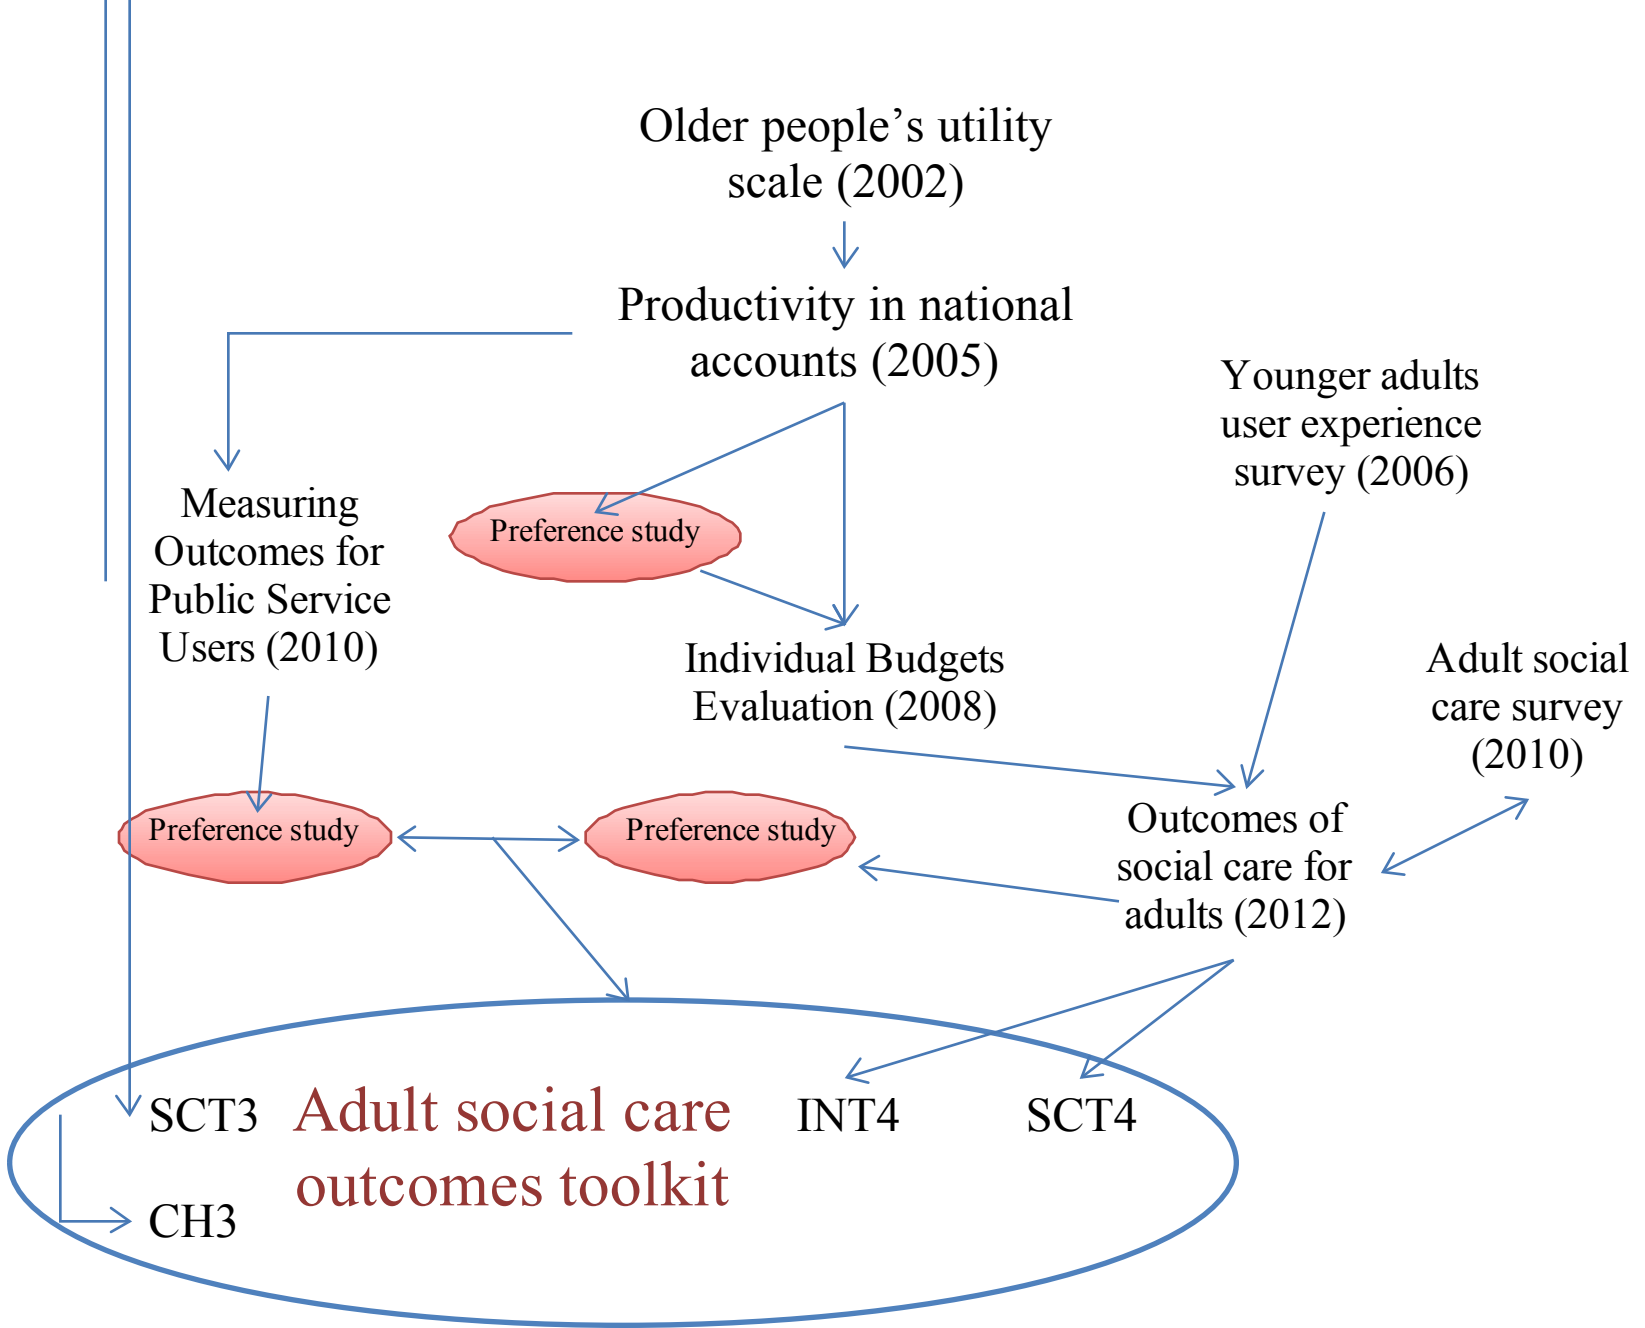 Older people’s utility
scale (2002)
Productivity in national
accounts (2005)
Younger adults
user experience
survey (2006)
Measuring
Outcomes for
Public Service
Users (2010)
Preference study
Individual Budgets
Evaluation (2008)
Adult social
care survey
(2010)
Preference study
Preference study
Outcomes of
social care for
adults (2012)
SCT3
Adult social care
outcomes toolkit
INT4
SCT4
CH3